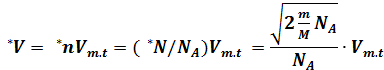 *V = *nV_{m.t} = ( *N/N_A)V_{m.t} = \frac{\sqrt{2\frac{m}{M}N_A}}{N_A} · V_{m.t}